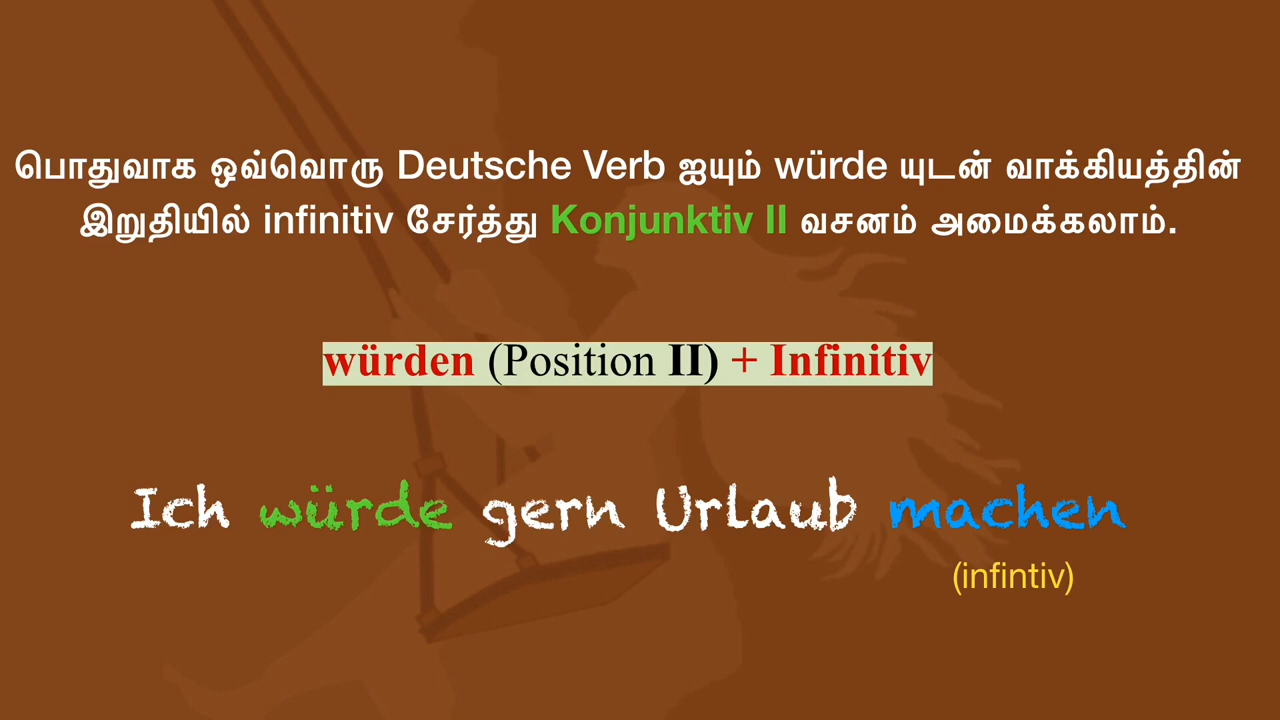 பொதுவாக ஒவ்வொரு Deutsche Verb ஐயும் würde யுடன் வாக்கியத்தின்
இறுதியில் infinitiv சேர்த்து Konjunktiv II வசனம் அமைக்கலாம்.
würden (Position II) + Infinitiv
Ich würde gern Urlaub machen
(infintiv)